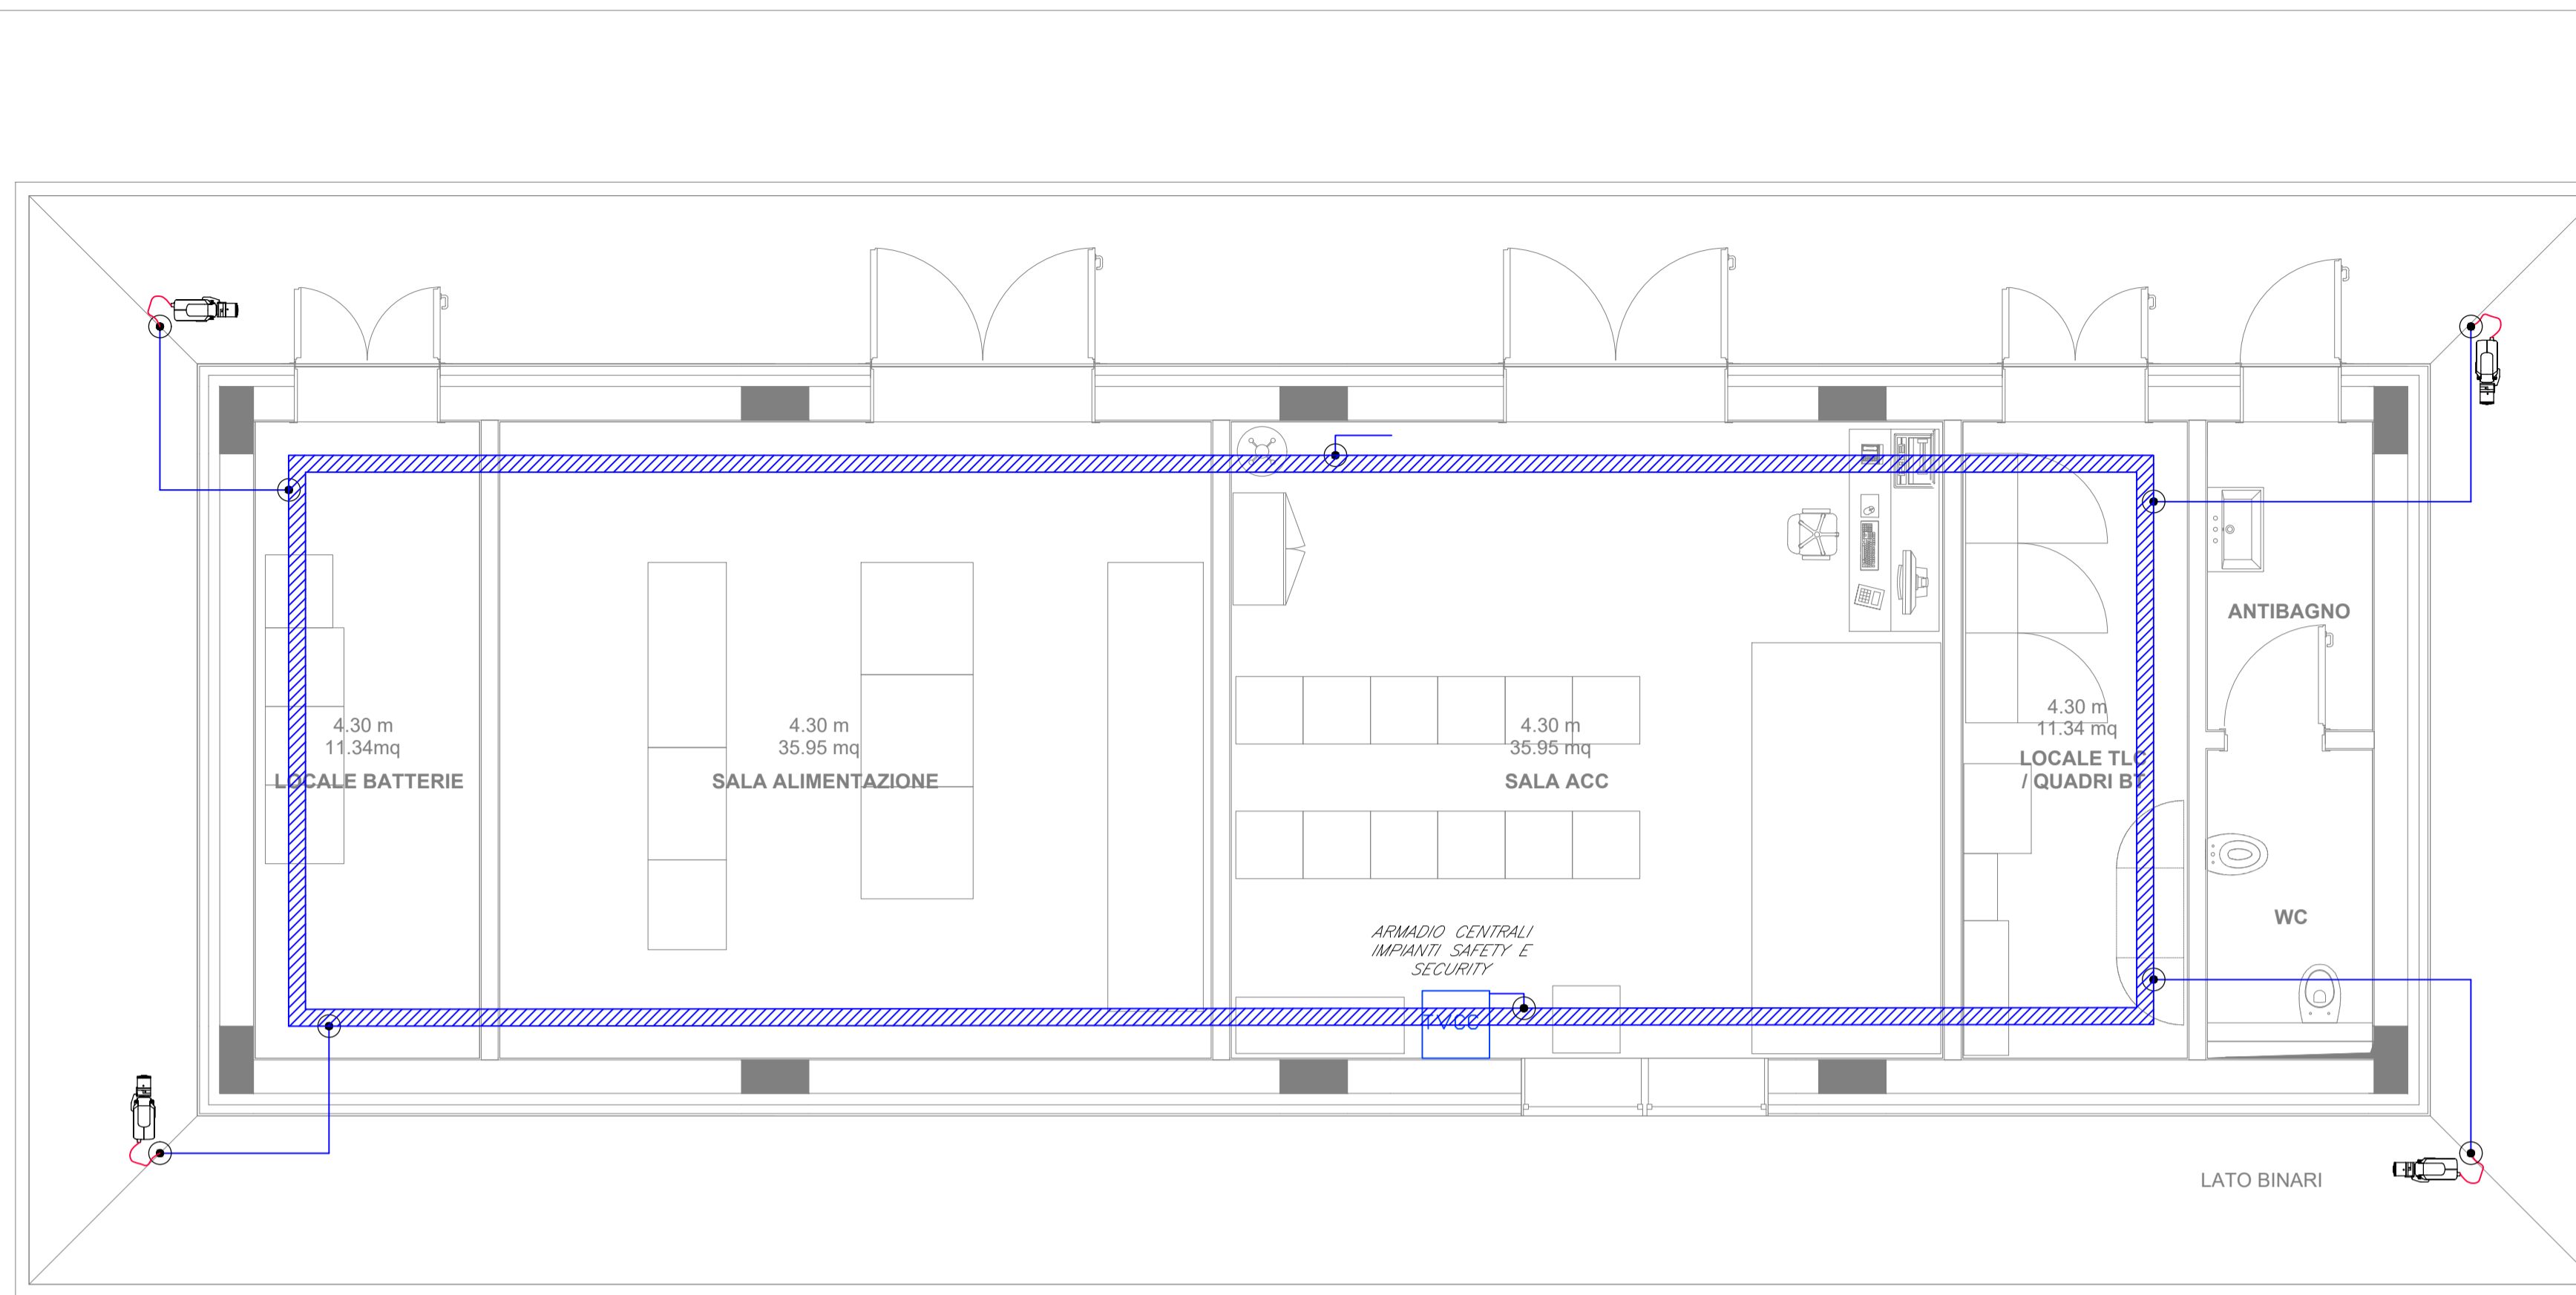 ANTIBAGNO
4.30 m
11.34mq
LOCALE BATTERIE
4.30 m
35.95 mq
SALA ALIMENTAZIONE
4.30 m
35.95 mq
SALA ACC
4.30 m
11.34 mq
LOCALE TLC
/ QUADRI BT
WC
ARMADIO CENTRALI
IMPIANTI SAFETY E
SECURITY
TVCC
LATO BINARI